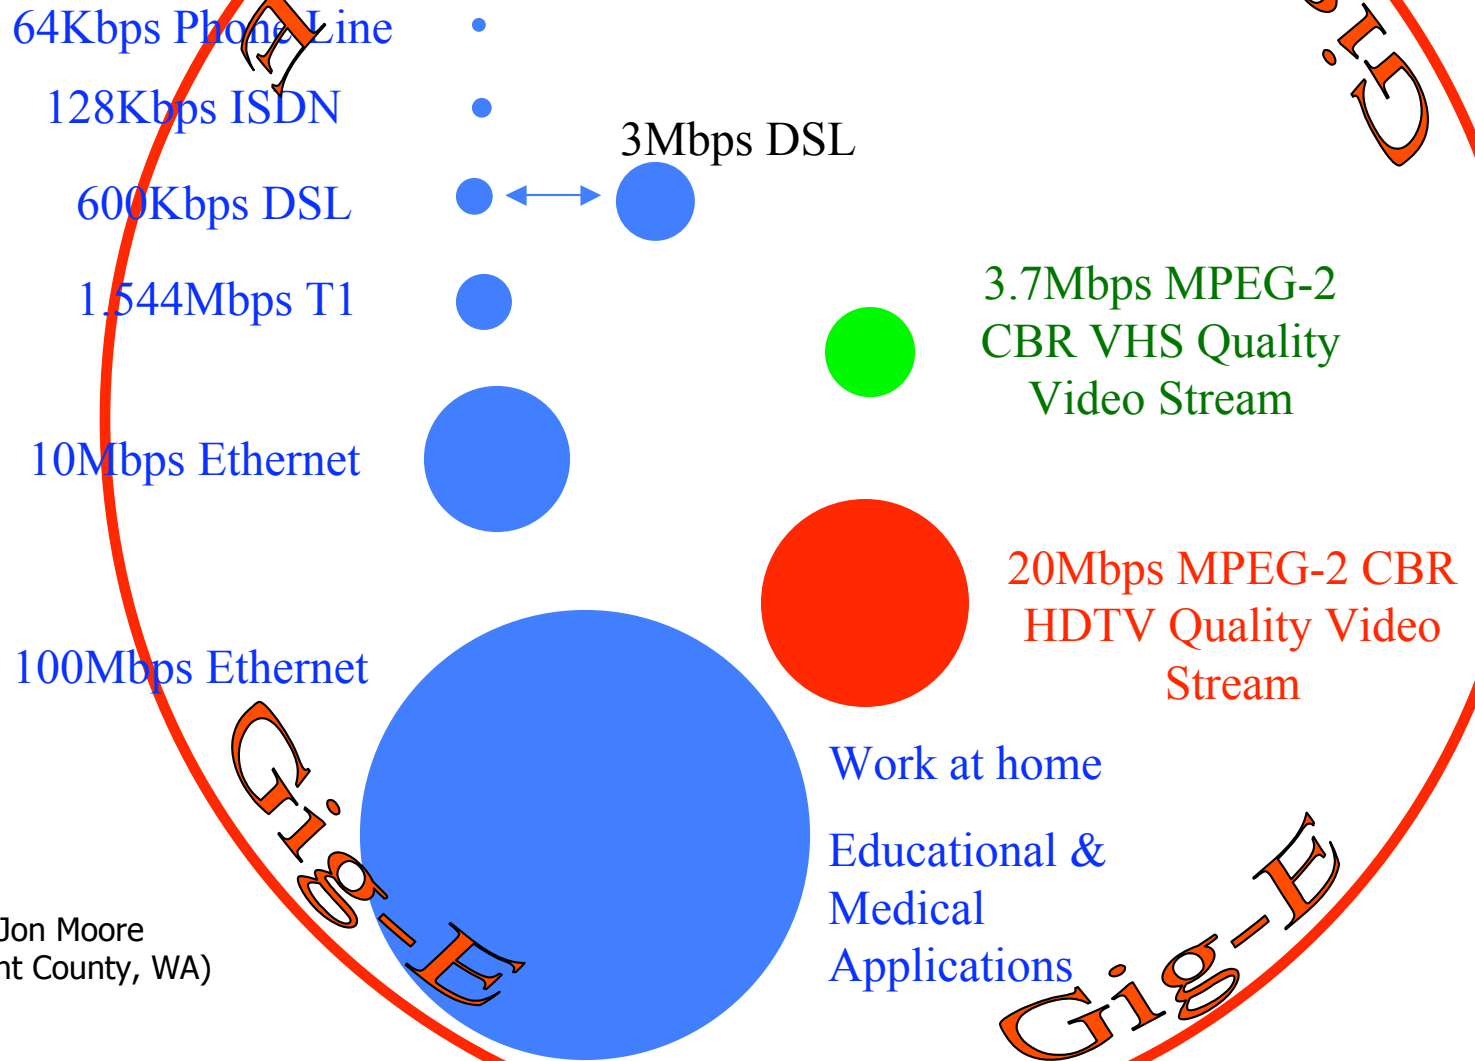 64Kbps Phone Line
128Kbps ISDN
3Mbps DSL
600Kbps DSL
1.544Mbps T1
3.7Mbps MPEG-2
CBR VHS Quality
Video Stream
10Mbps Ethernet
20Mbps MPEG-2 CBR
HDTV Quality Video
Stream
100Mbps Ethernet
Work at home
Educational &
Medical
Applications
Jon Moore
nt County, WA)
Gig-E
Gig-E
Gig
E